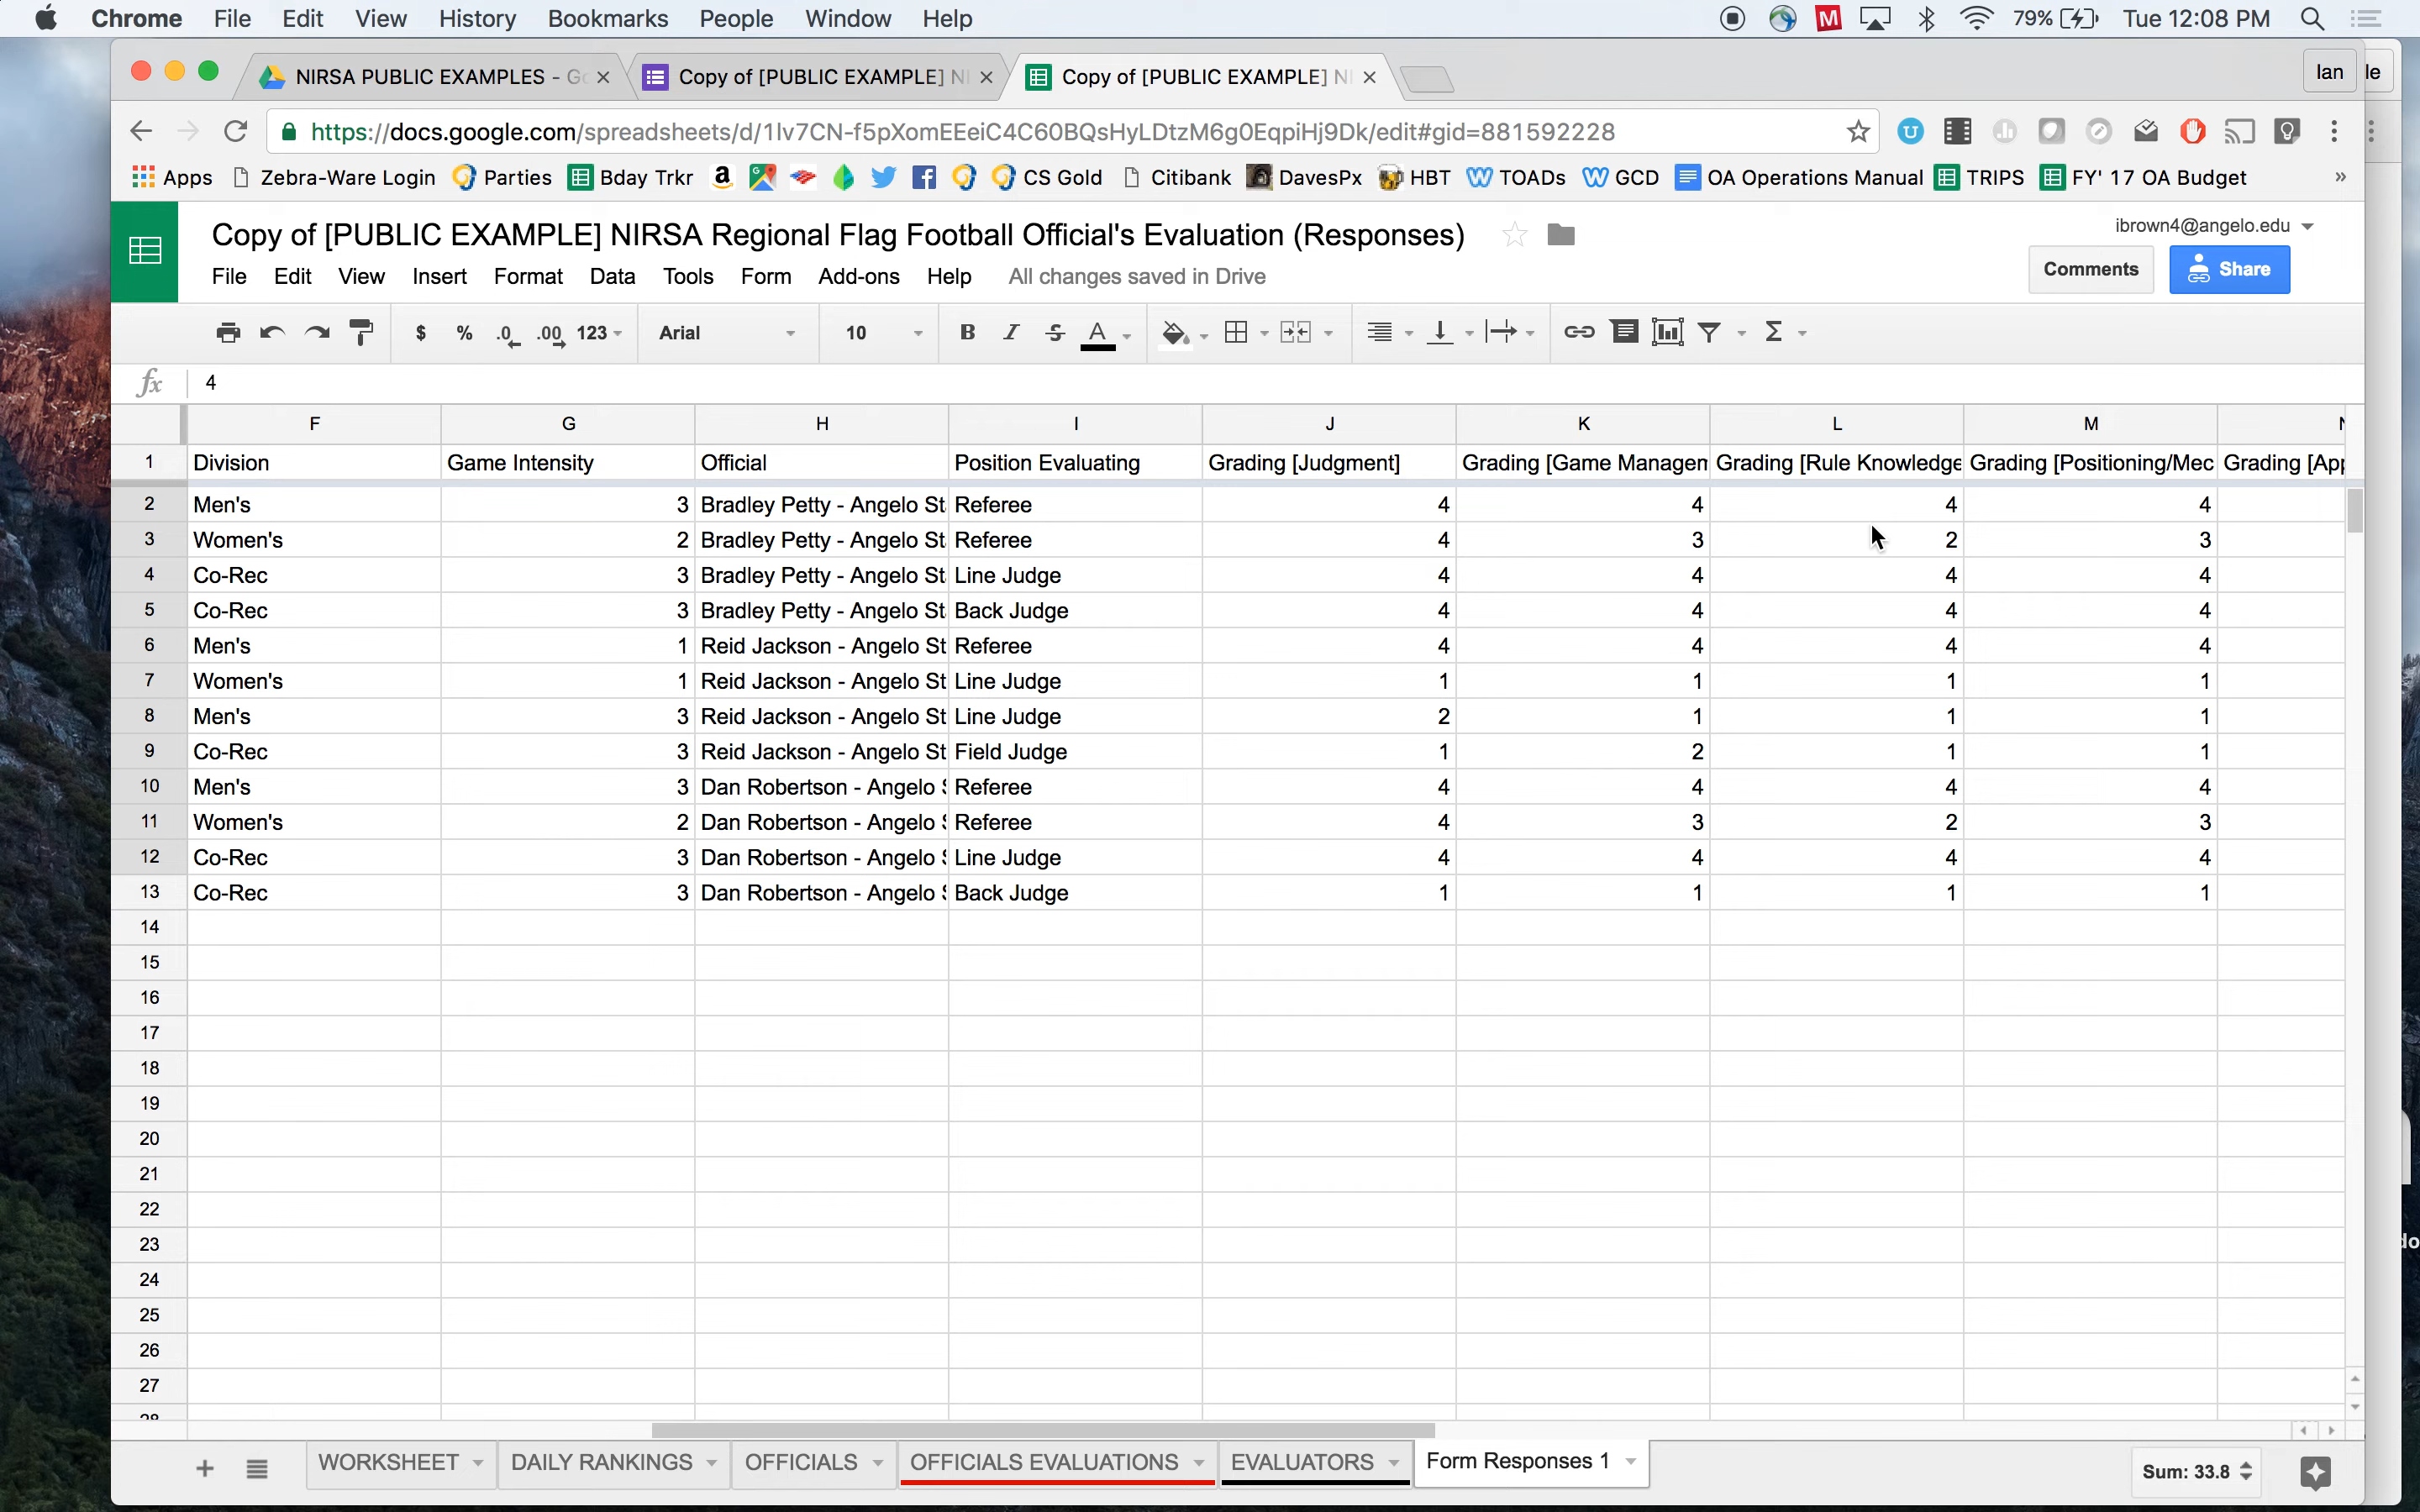 Chrome File Edit View History Bookmarks People Window Help 79% Tue 12:08 PM
NIRSA PUBLIC EXAMPLES - Go Copy of [PUBLIC EXAMPLE] NI Copy of [PUBLIC EXAMPLE] NI Ian le
https://docs.google.com/spreadsheets/d/1lv7CN-f5pXomEEeiC4C60BQsHyLDtzM6g0EqpiHj9Dk/edit#gid=881592228
Apps Zebra-Ware Login Parties Bday Trkr CS Gold Citibank DavesPx HBT TOADs GCD OA Operations Manual TRIPS FY' 17 OA Budget »
Copy of [PUBLIC EXAMPLE] NIRSA Regional Flag Football Official's Evaluation (Responses) ibrown4@angelo.edu
File Edit View Insert Format Data Tools Form Add-ons Help All changes saved in Drive Comments Share
$ % .0 .00 123 Arial 10 B I S A Σ
fx 4
F G H I J K L M
1 Division Game Intensity Official Position Evaluating Grading [Judgment] Grading [Game Managem Grading [Rule Knowledge Grading [Positioning/Mec Grading [App
2 Men's 3 Bradley Petty - Angelo St Referee 4 4 4 4
3 Women's 2 Bradley Petty - Angelo St Referee 4 3 2 3
4 Co-Rec 3 Bradley Petty - Angelo St Line Judge 4 4 4 4
5 Co-Rec 3 Bradley Petty - Angelo St Back Judge 4 4 4 4
6 Men's 1 Reid Jackson - Angelo St Referee 4 4 4 4
7 Women's 1 Reid Jackson - Angelo St Line Judge 1 1 1 1
8 Men's 3 Reid Jackson - Angelo St Line Judge 2 1 1 1
9 Co-Rec 3 Reid Jackson - Angelo St Field Judge 1 2 1 1
10 Men's 3 Dan Robertson - Angelo S Referee 4 4 4 4
11 Women's 2 Dan Robertson - Angelo S Referee 4 3 2 3
12 Co-Rec 3 Dan Robertson - Angelo S Line Judge 4 4 4 4
13 Co-Rec 3 Dan Robertson - Angelo S Back Judge 1 1 1 1
14
15
16
17
18
19
20
21
22
23
24
25
26
27
28
WORKSHEET DAILY RANKINGS OFFICIALS OFFICIALS EVALUATIONS EVALUATORS Form Responses 1 Sum: 33.8